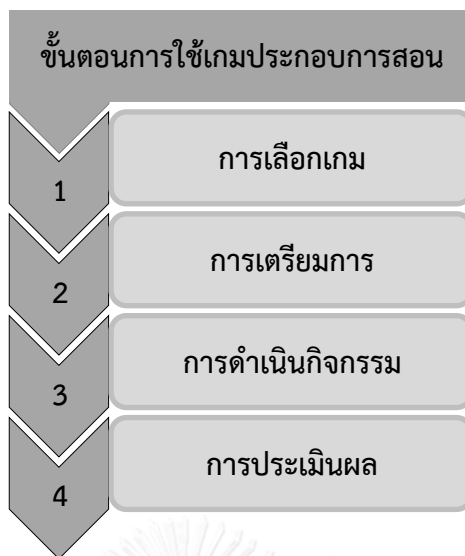 ขั้นตอนการใช้เกมประกอบการสอน
1
การเลือกเกม
2
การเตรียมการ
3
การดำเนินกิจกรรม
4
การประเมินผล